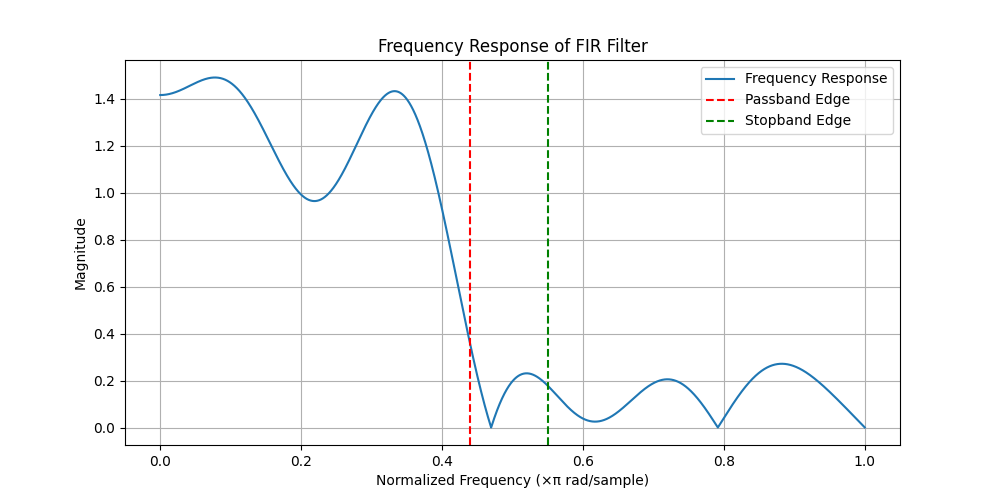 Frequency Response of FIR Filter
Frequency Response
Passband Edge
Stopband Edge
Magnitude
1.4
1.2
1.0
0.8
0.6
0.4
0.2
0.0
0.0 0.2 0.4 0.6 0.8 1.0
Normalized Frequency (×π rad/sample)